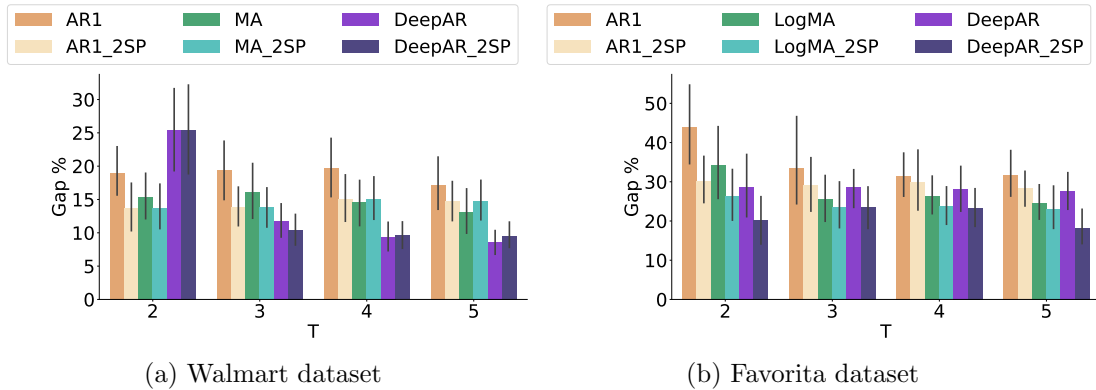 AR1 MA DeepAR
AR1_2SP MA_2SP DeepAR_2SP
Gap %
30
25
20
15
10
5
0
2 3 4 5
T
(a) Walmart dataset
AR1 LogMA DeepAR
AR1_2SP LogMA_2SP DeepAR_2SP
Gap %
50
40
30
20
10
0
2 3 4 5
T
(b) Favorita dataset